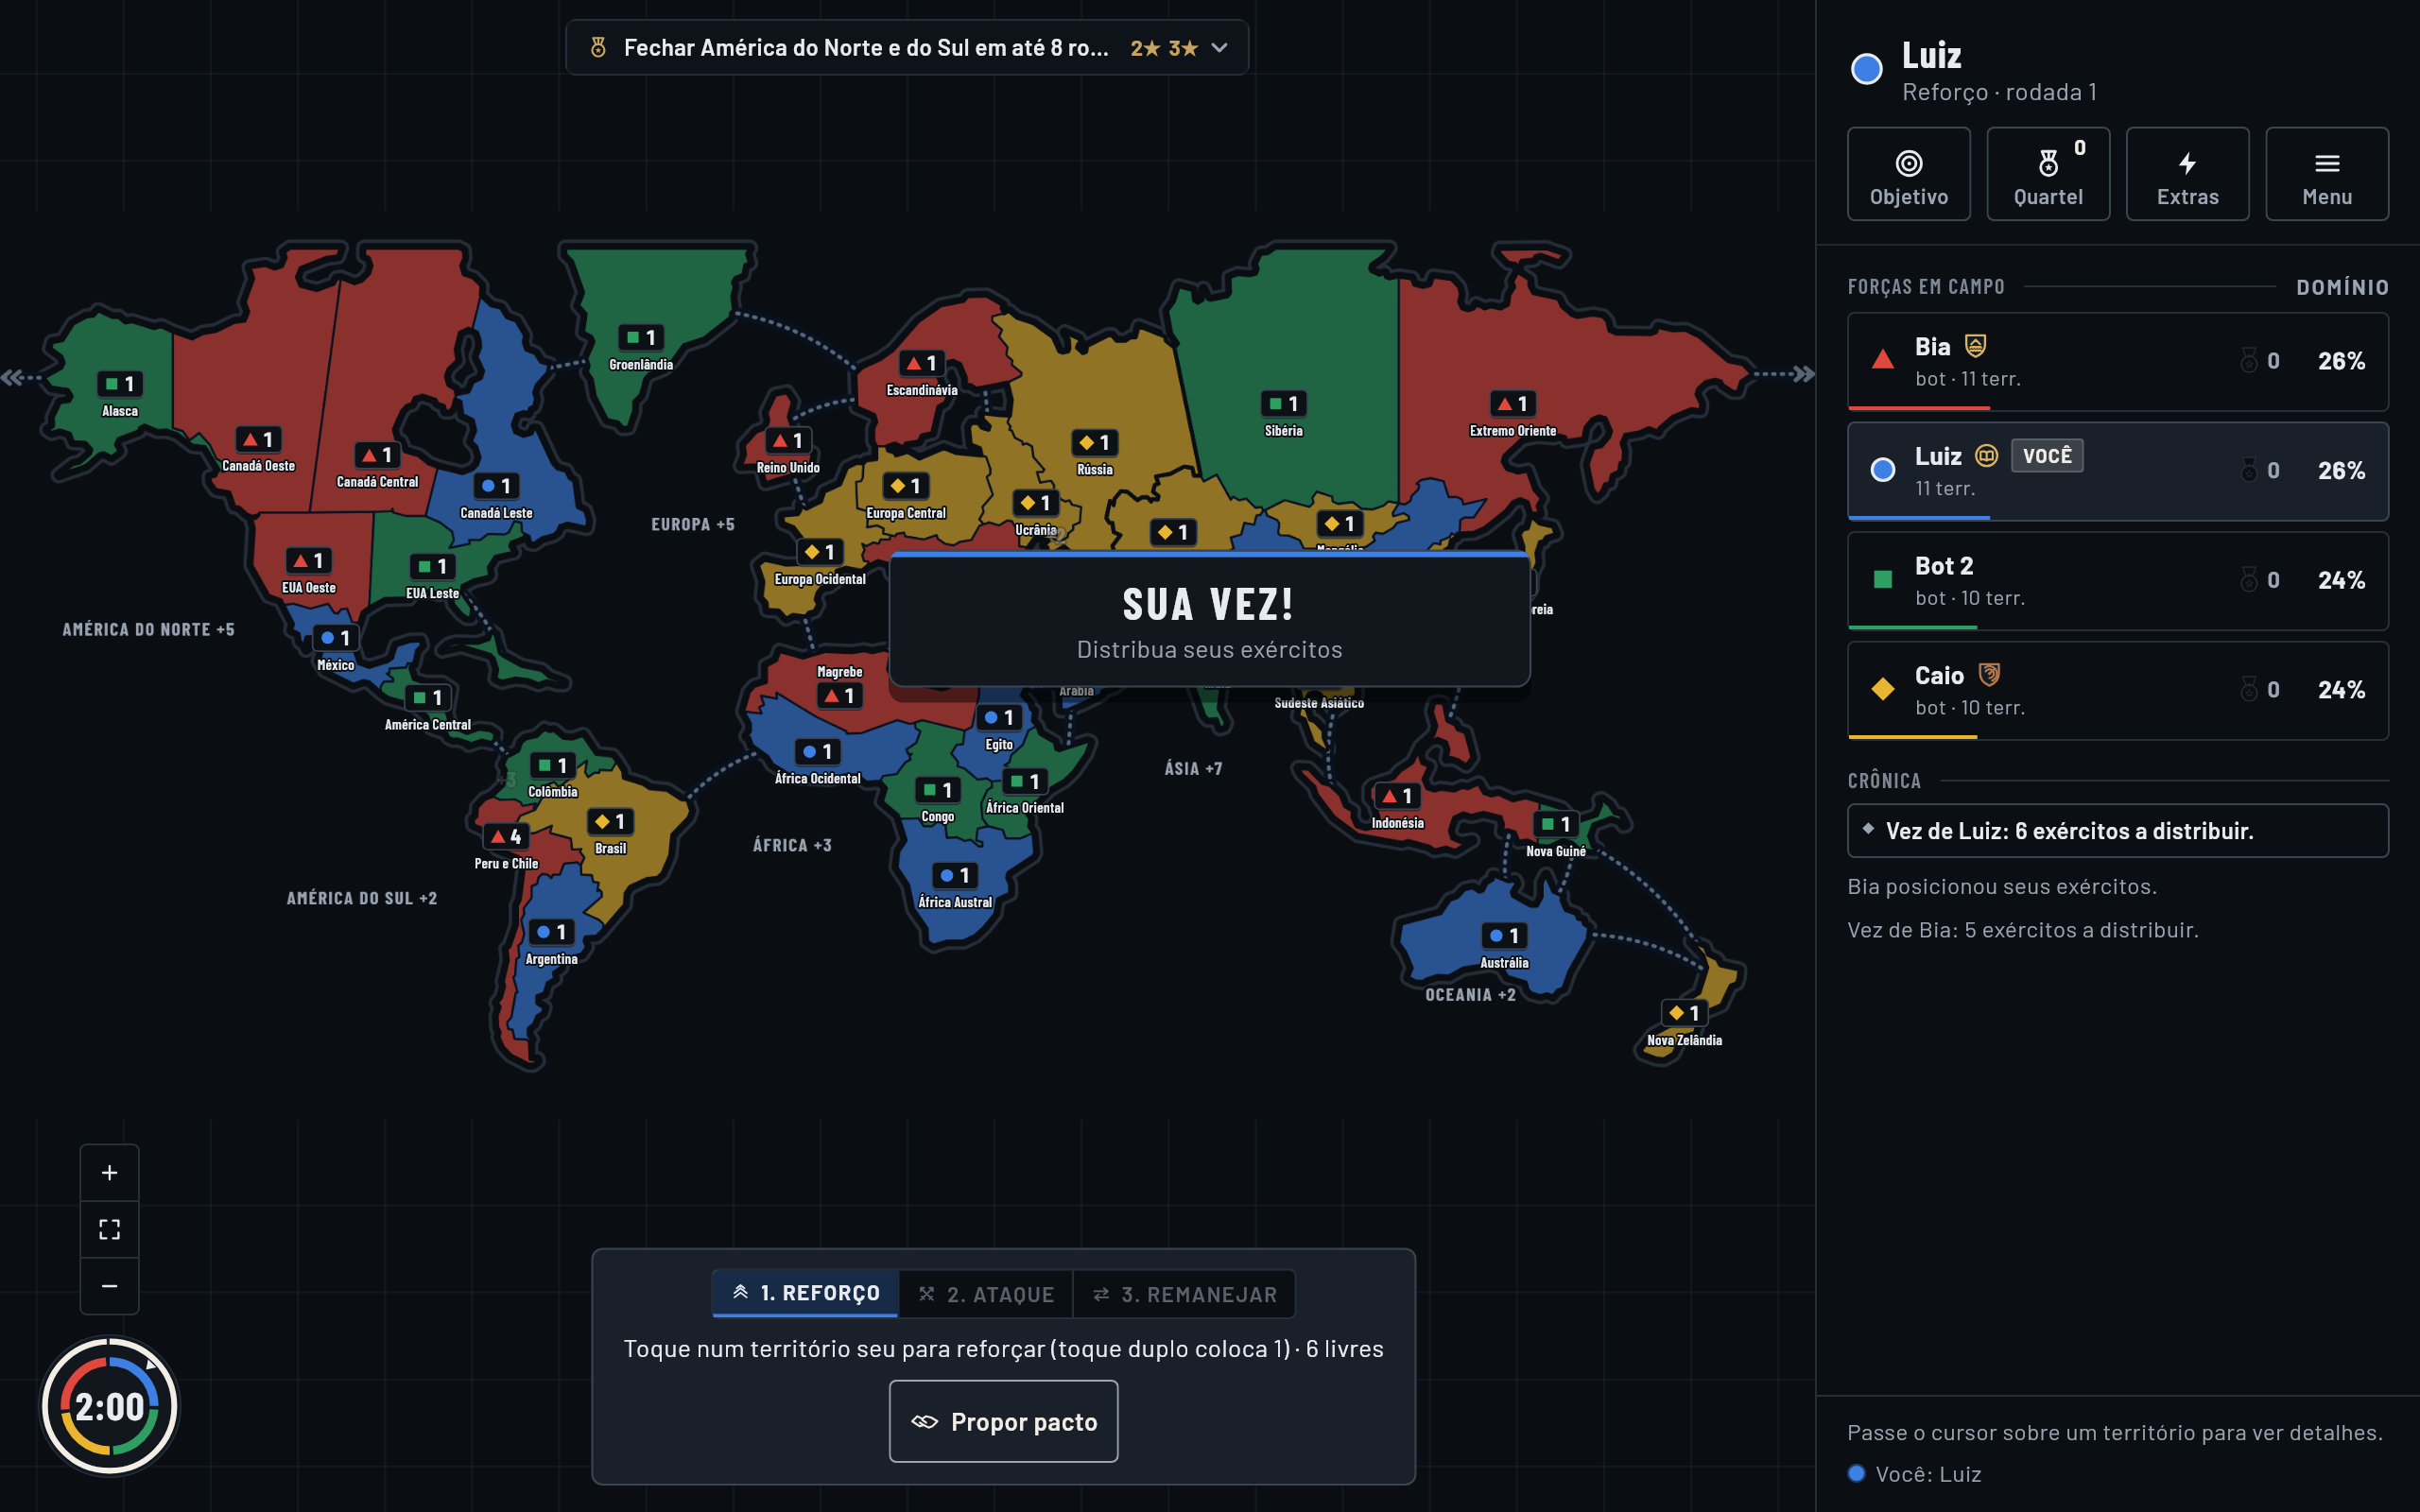 Fechar América do Norte e do Sul em até 8 ro... 2★ 3★
Luiz
Reforço · rodada 1
Objetivo
0
Quartel
Extras
Menu
FORÇAS EM CAMPO
DOMÍNIO
Bia
bot · 11 terr.
0
26%
Luiz
VOCÊ
11 terr.
0
26%
Bot 2
bot · 10 terr.
0
24%
Caio
bot · 10 terr.
0
24%
CRÔNICA
Vez de Luiz: 6 exércitos a distribuir.
Bia posicionou seus exércitos.
Vez de Bia: 5 exércitos a distribuir.
Passe o cursor sobre um território para ver detalhes.
Você: Luiz
1
Alasca
1
Canadá Oeste
1
Canadá Central
1
Canadá Leste
1
Groenlândia
1
EUA Oeste
1
EUA Leste
1
México
1
América Central
AMÉRICA DO NORTE +5
1
Colômbia
+3
4
Peru e Chile
1
Brasil
1
Argentina
AMÉRICA DO SUL +2
1
Escandinávia
1
Reino Unido
1
Europa Central
1
Europa Ocidental
1
Ucrânia
1
Rússia
EUROPA +5
1
1
Sibéria
1
Extremo Oriente
1
SUA VEZ!
Distribua seus exércitos
Magrebe
1
1
África Ocidental
1
Egito
1
Congo
1
África Oriental
1
África Austral
ÁFRICA +3
Arábia
Sudeste Asiático
ÁSIA +7
1
Indonésia
1
Nova Guiné
1
Austrália
OCEANIA +2
1
Nova Zelândia
+
−
2:00
1. REFORÇO
2. ATAQUE
3. REMANEJAR
Toque num território seu para reforçar (toque duplo coloca 1) · 6 livres
Propor pacto